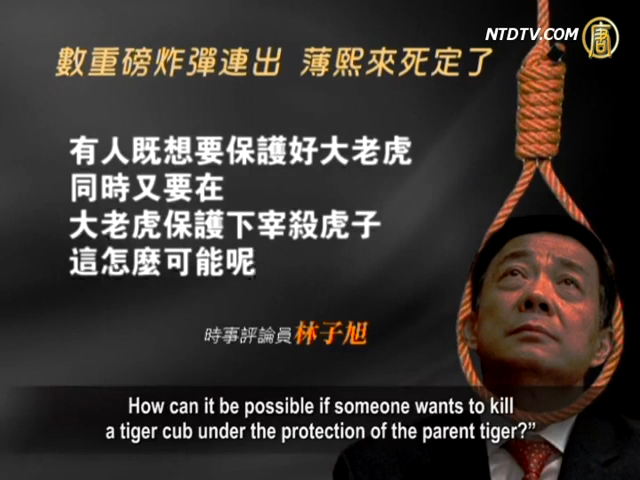 NTDTV.COM 唐
數重磅炸彈連出 薄熙來死定了
有人既想要保護好大老虎
同時又要在
大老虎保護下宰殺虎子
這怎麼可能呢
時事評論員林子旭
How can it be possible if someone wants to kill
a tiger cub under the protection of the parent tiger?”